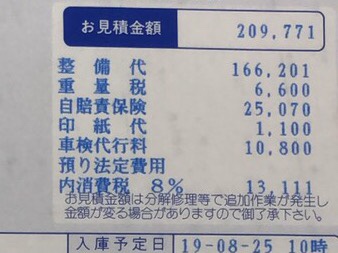 お見積金額 209,771
整備代 166,201
重量税 6,600
自賠責保険 25,070
印紙代 1,100
車検代行料 10,800
預り法定費用
内消費税 8% 13,111
お見積金額は分解修理等で追加作業が発生し
金額が変る場合がありますので御了承下さい。
入庫予定日 19-08-25 10時